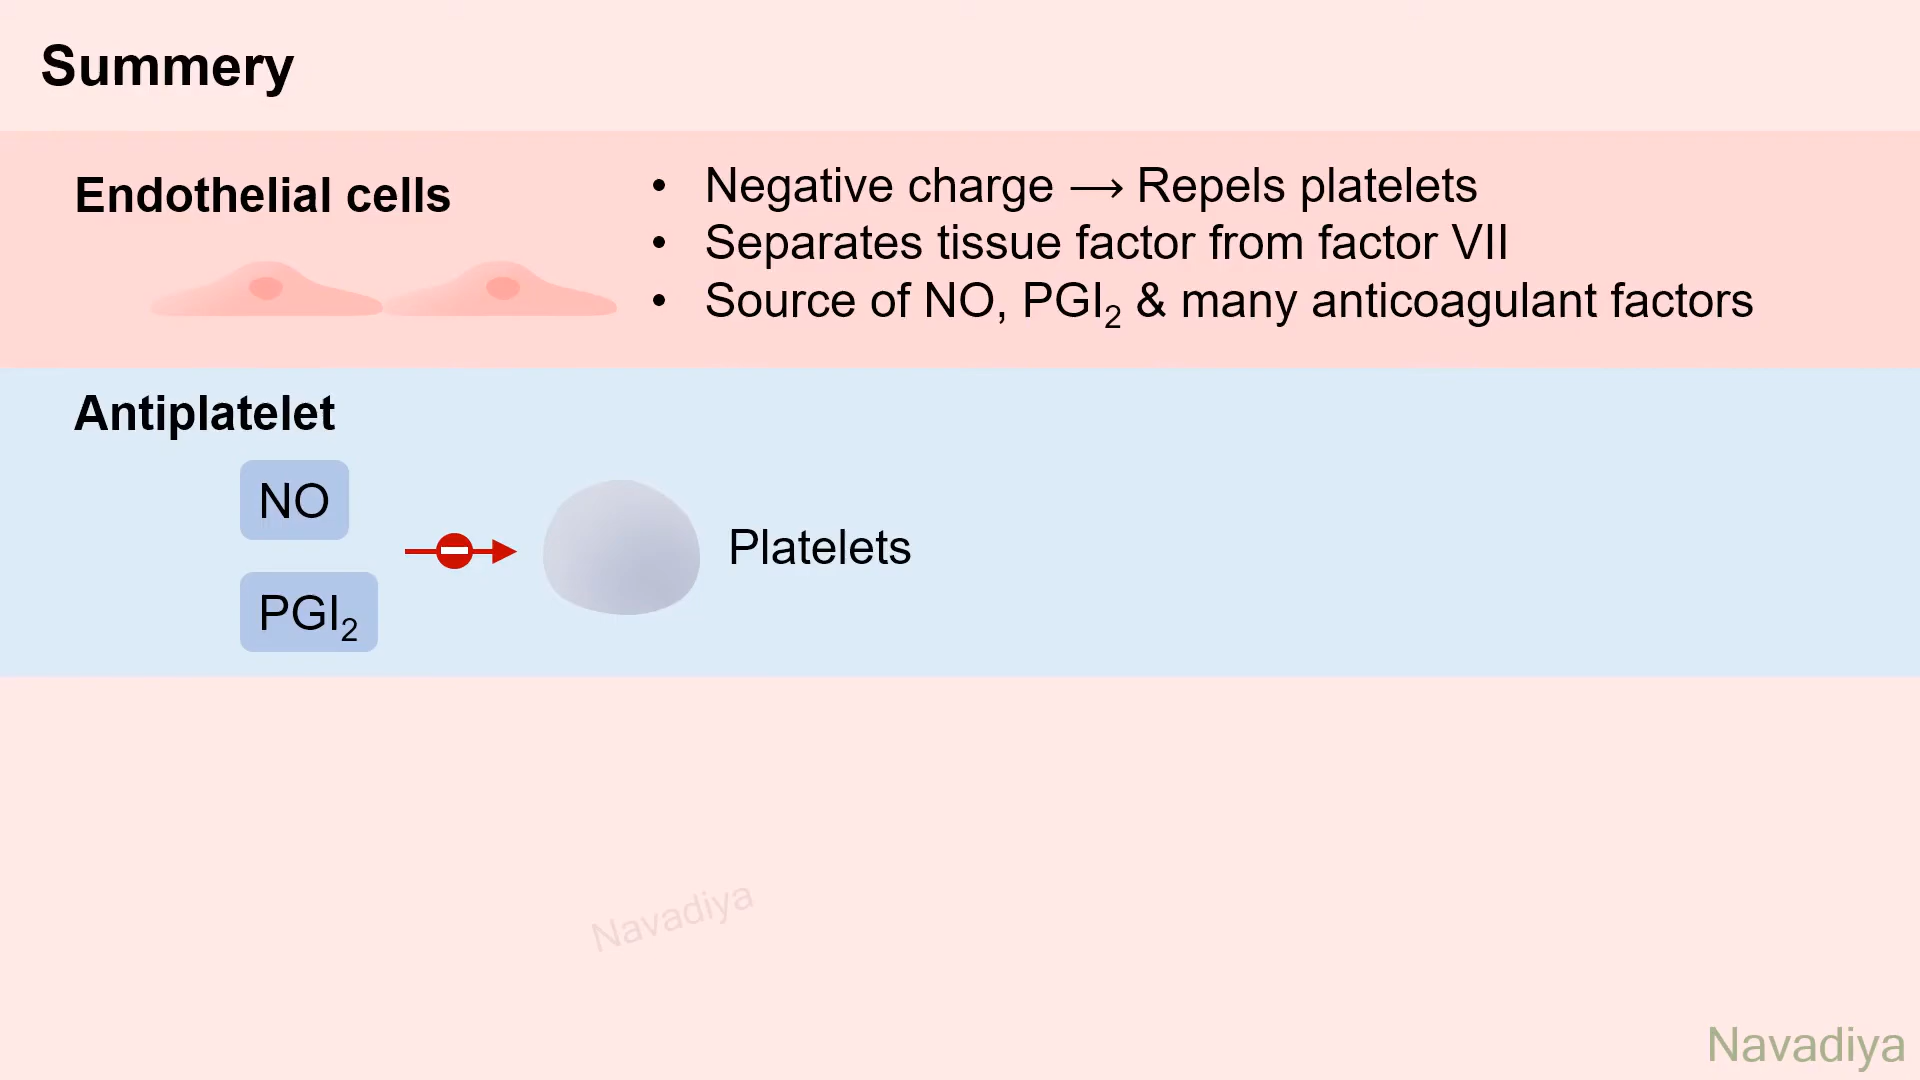 Summery
Endothelial cells
• Negative charge ⟶ Repels platelets
• Separates tissue factor from factor VII
• Source of NO, PGI₂ & many anticoagulant factors
Antiplatelet
NO
PGI₂
Platelets
Navadiya
Navadiya